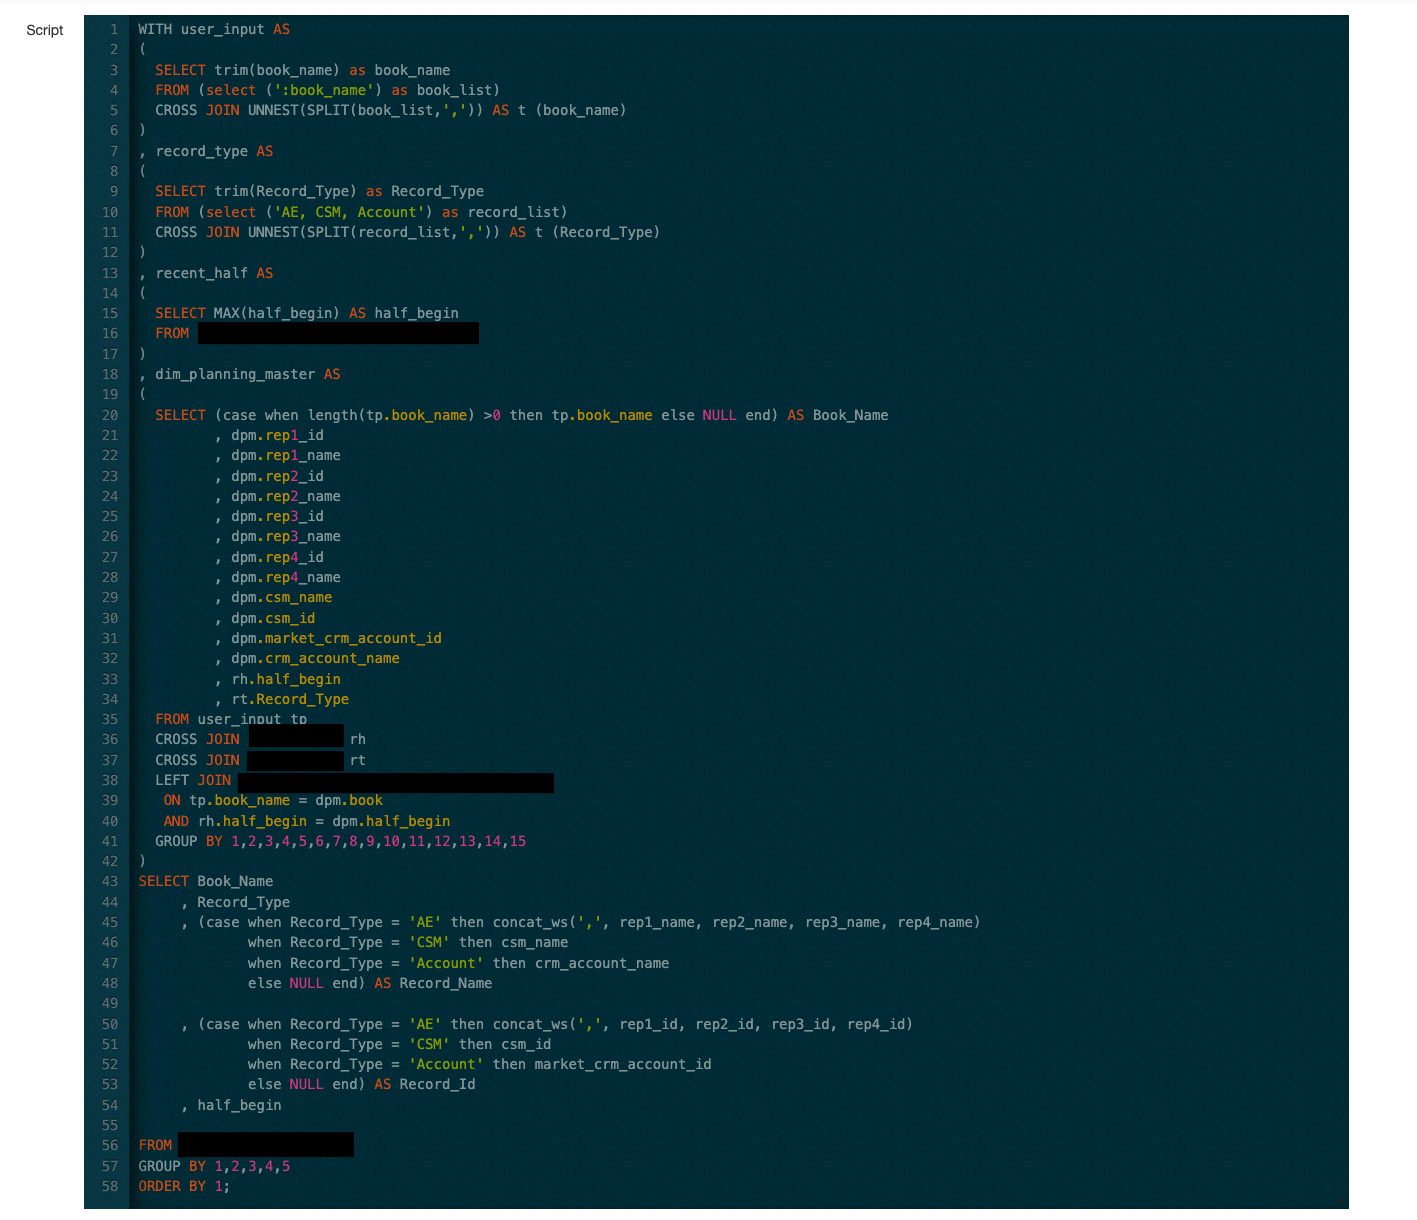 Script
1 WITH user_input AS
2 (
3 SELECT trim(book_name) as book_name
4 FROM (select (':book_name') as book_list)
5 CROSS JOIN UNNEST(SPLIT(book_list,',')) AS t (book_name)
6 )
7 , record_type AS
8 (
9 SELECT trim(Record_Type) as Record_Type
10 FROM (select ('AE, CSM, Account') as record_list)
11 CROSS JOIN UNNEST(SPLIT(record_list,',')) AS t (Record_Type)
12 )
13 , recent_half AS
14 (
15 SELECT MAX(half_begin) AS half_begin
16 FROM
17 )
18 , dim_planning_master AS
19 (
20 SELECT (case when length(tp.book_name) >0 then tp.book_name else NULL end) AS Book_Name
21 , dpm.rep1_id
22 , dpm.rep1_name
23 , dpm.rep2_id
24 , dpm.rep2_name
25 , dpm.rep3_id
26 , dpm.rep3_name
27 , dpm.rep4_id
28 , dpm.rep4_name
29 , dpm.csm_name
30 , dpm.csm_id
31 , dpm.market_crm_account_id
32 , dpm.crm_account_name
33 , rh.half_begin
34 , rt.Record_Type
35 FROM user_input tp
36 CROSS JOIN rh
37 CROSS JOIN rt
38 LEFT JOIN
39 ON tp.book_name = dpm.book
40 AND rh.half_begin = dpm.half_begin
41 GROUP BY 1,2,3,4,5,6,7,8,9,10,11,12,13,14,15
42 )
43 SELECT Book_Name
44 , Record_Type
45 , (case when Record_Type = 'AE' then concat_ws(',', rep1_name, rep2_name, rep3_name, rep4_name)
46 when Record_Type = 'CSM' then csm_name
47 when Record_Type = 'Account' then crm_account_name
48 else NULL end) AS Record_Name
49
50 , (case when Record_Type = 'AE' then concat_ws(',', rep1_id, rep2_id, rep3_id, rep4_id)
51 when Record_Type = 'CSM' then csm_id
52 when Record_Type = 'Account' then market_crm_account_id
53 else NULL end) AS Record_Id
54 , half_begin
55
56 FROM
57 GROUP BY 1,2,3,4,5
58 ORDER BY 1;